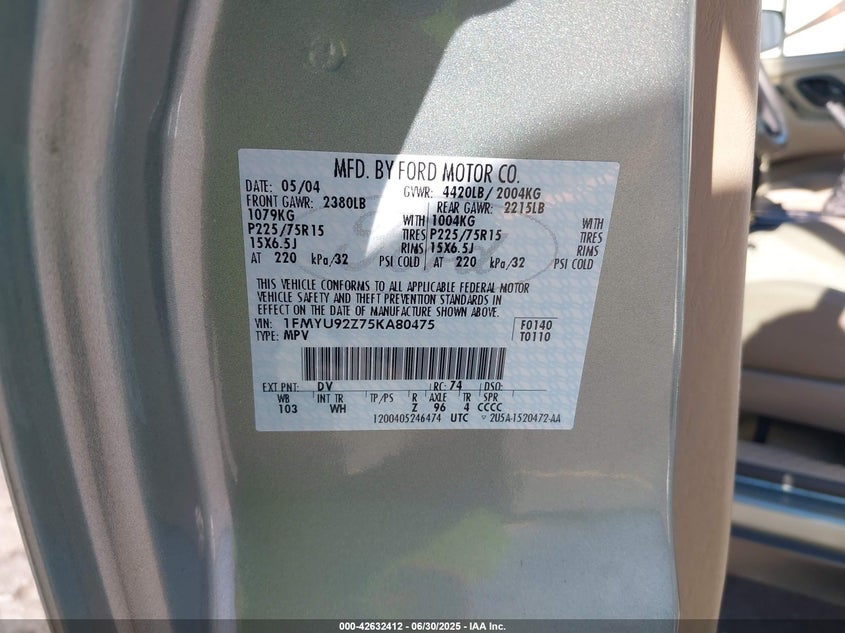 MFD. BY FORD MOTOR CO.
DATE: 05/04 GVWR: 4420LB/ 2004KG
FRONT GAWR: 2380LB REAR GAWR: 2215LB
1079KG WITH 1004KG WITH
P225/75R15 TIRES P225/75R15 TIRES
15X6.5J RIMS 15X6.5J RIMS
AT 220 kPa/32 PSI COLD AT 220 kPa/32 PSI COLD
THIS VEHICLE CONFORMS TO ALL APPLICABLE FEDERAL MOTOR
VEHICLE SAFETY AND THEFT PREVENTION STANDARDS IN
EFFECT ON THE DATE OF MANUFACTURE SHOWN ABOVE.
VIN: 1FMYU92Z75KA80475 F0140
TYPE: MPV T0110
EXT PNT: DV RC: 74 DSO:
WB INT TR TP/PS R AXLE TR SPR
103 WH Z 96 4 CCCC
1200405246474 UTC ▽ 2U5A-1520472-AA
Ford
000-42632412 - 06/30/2025 - IAA Inc.